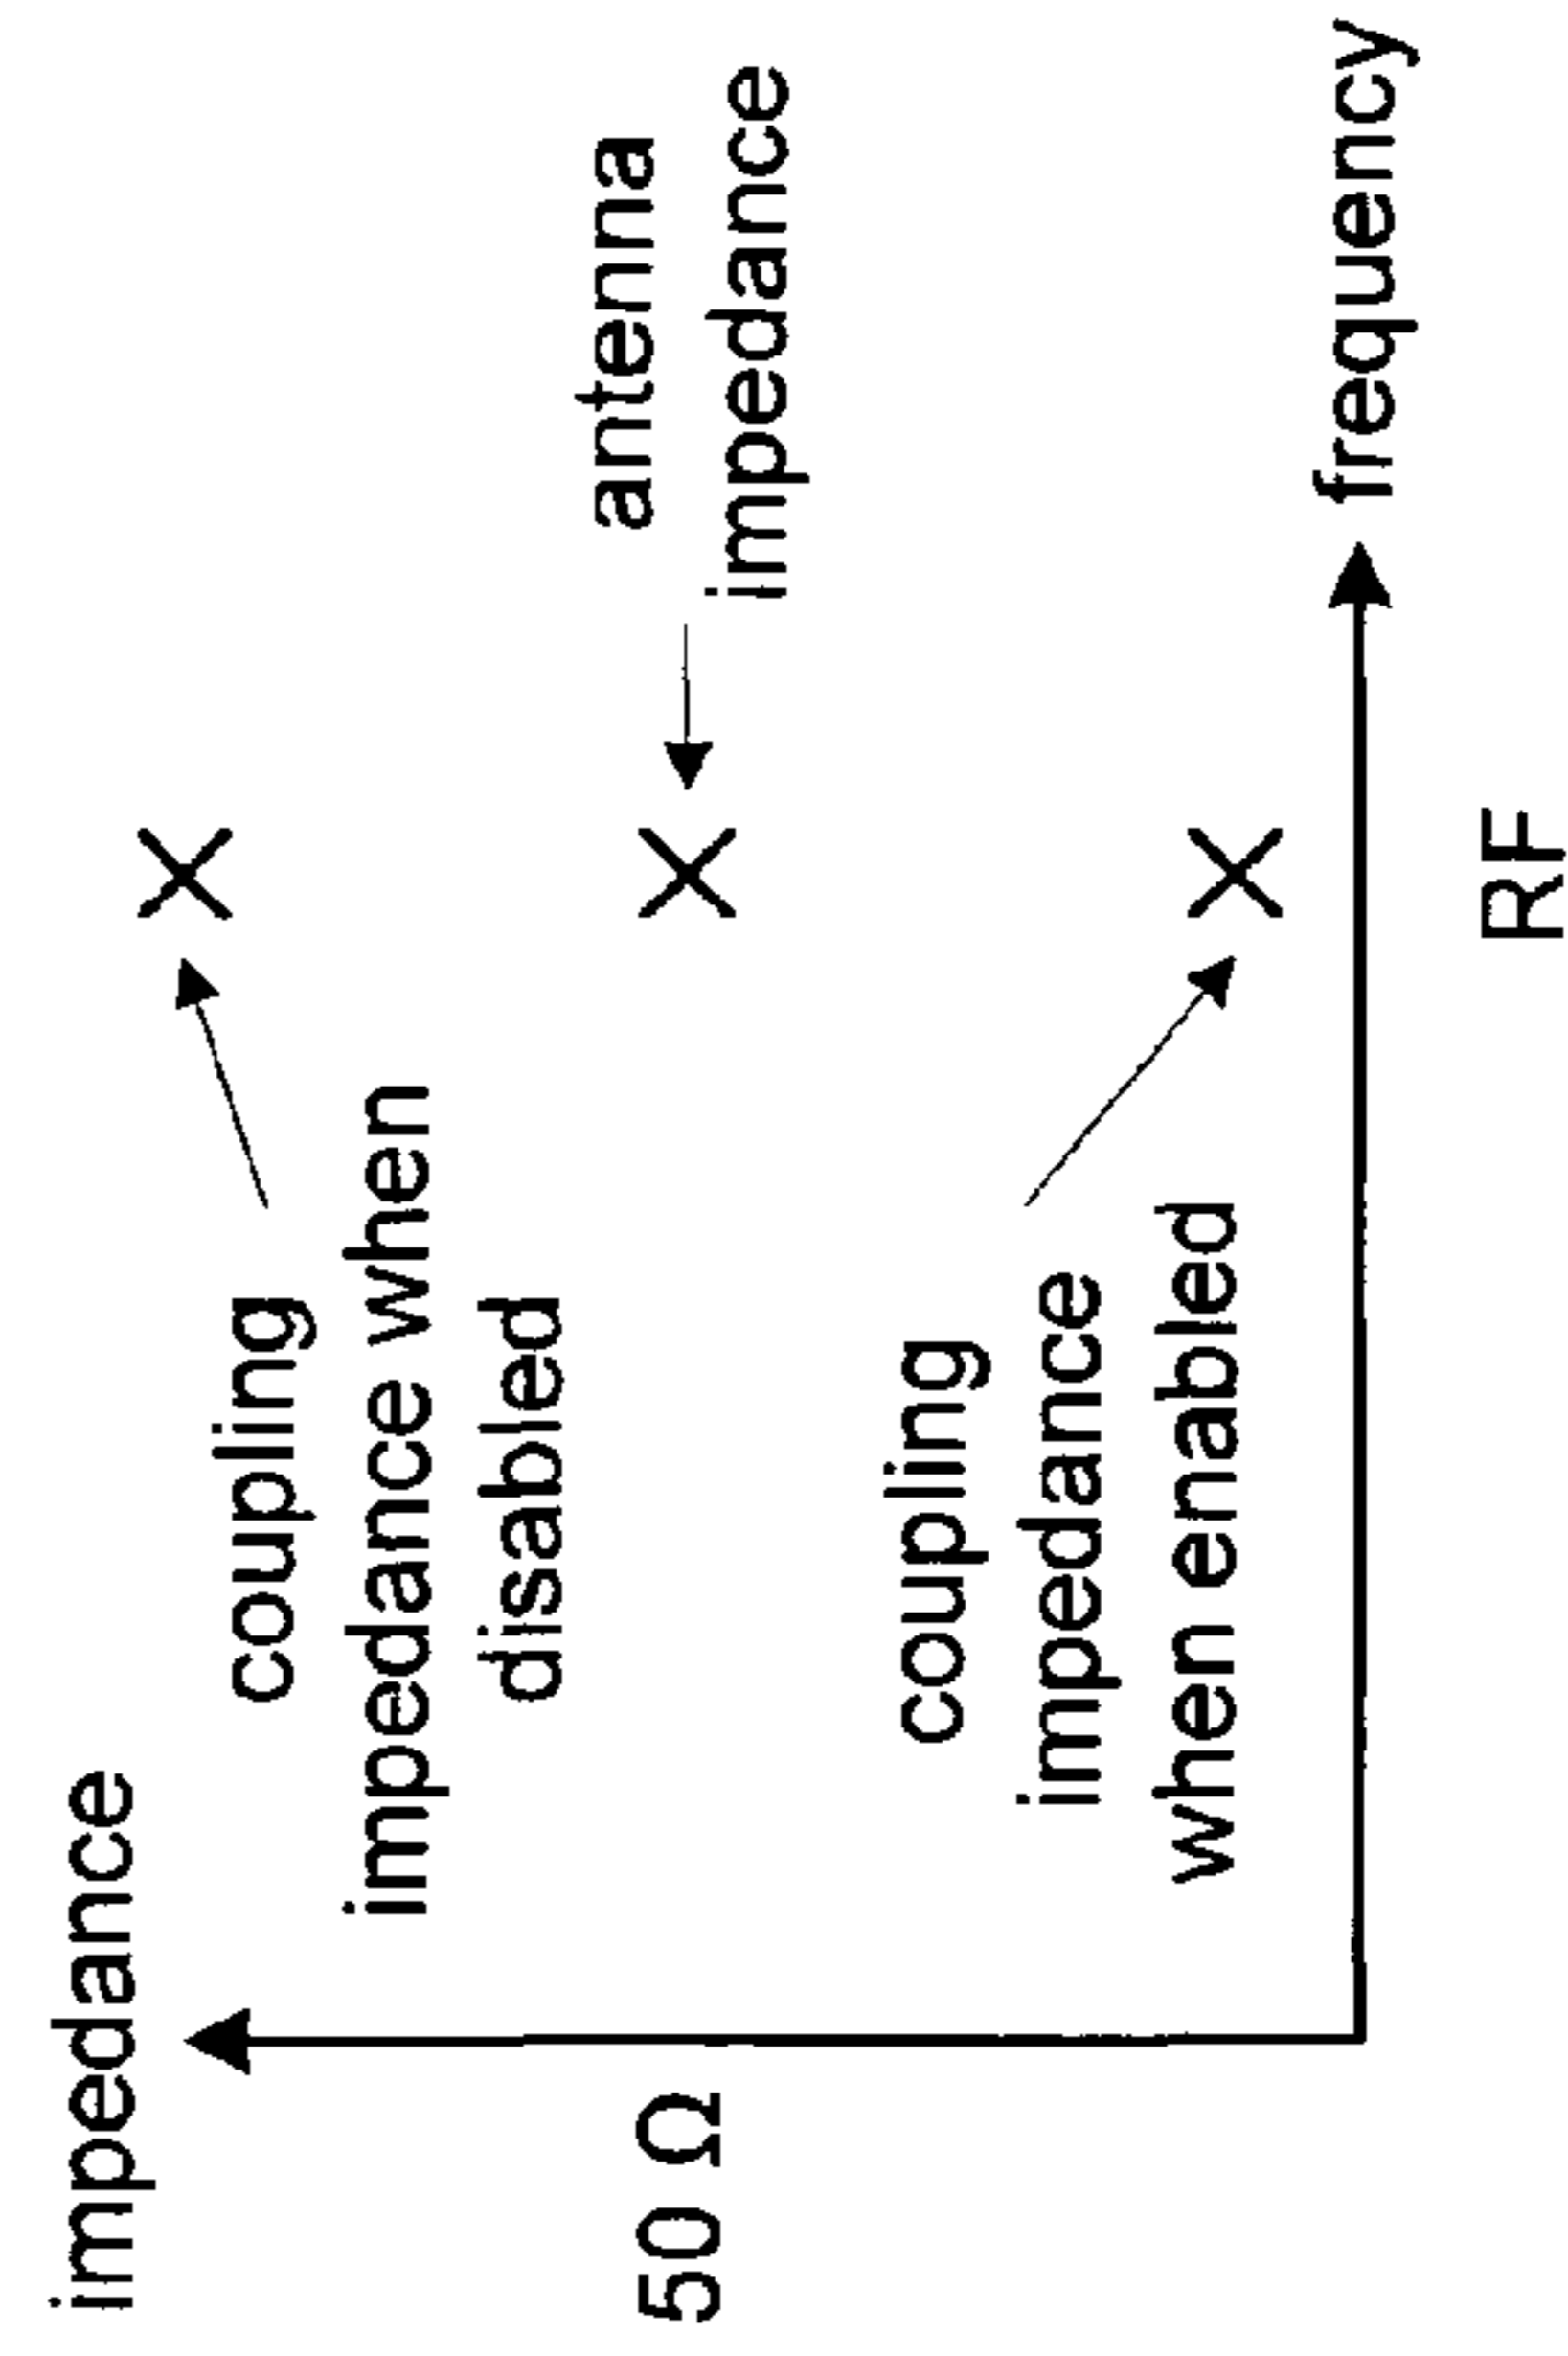 impedance
coupling
impedance when
disabled
antenna
impedance
50 Ω
coupling
impedance
when enabled
frequency
RF